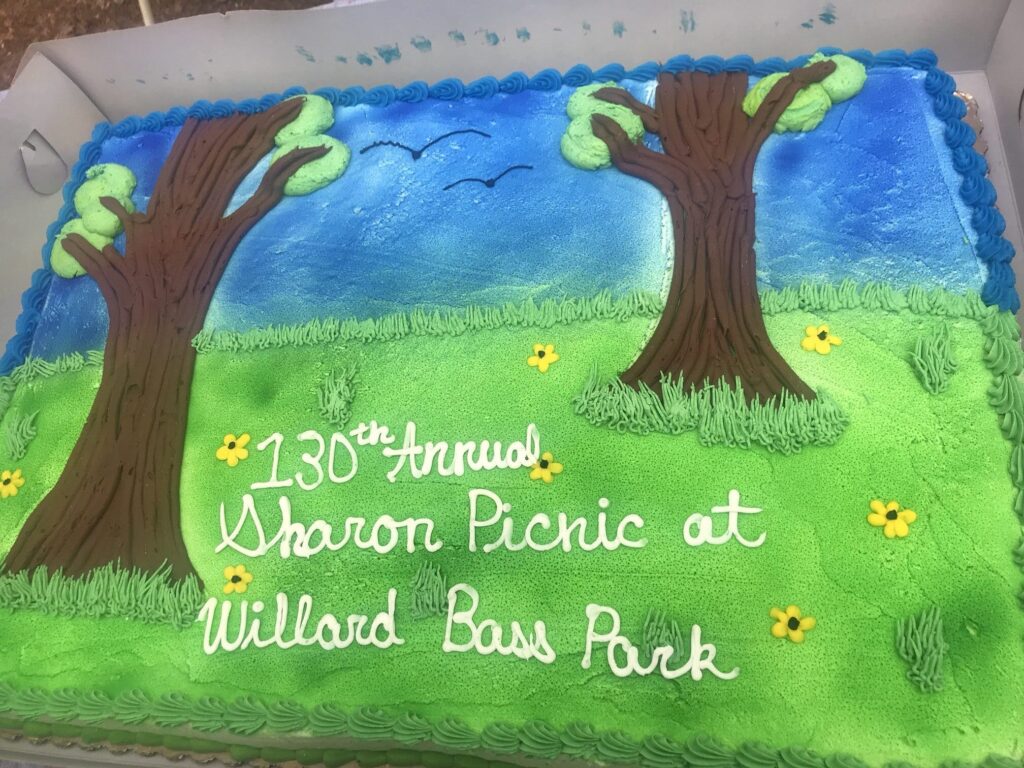 130th Annual
Sharon Picnic at
Willard Bass Park